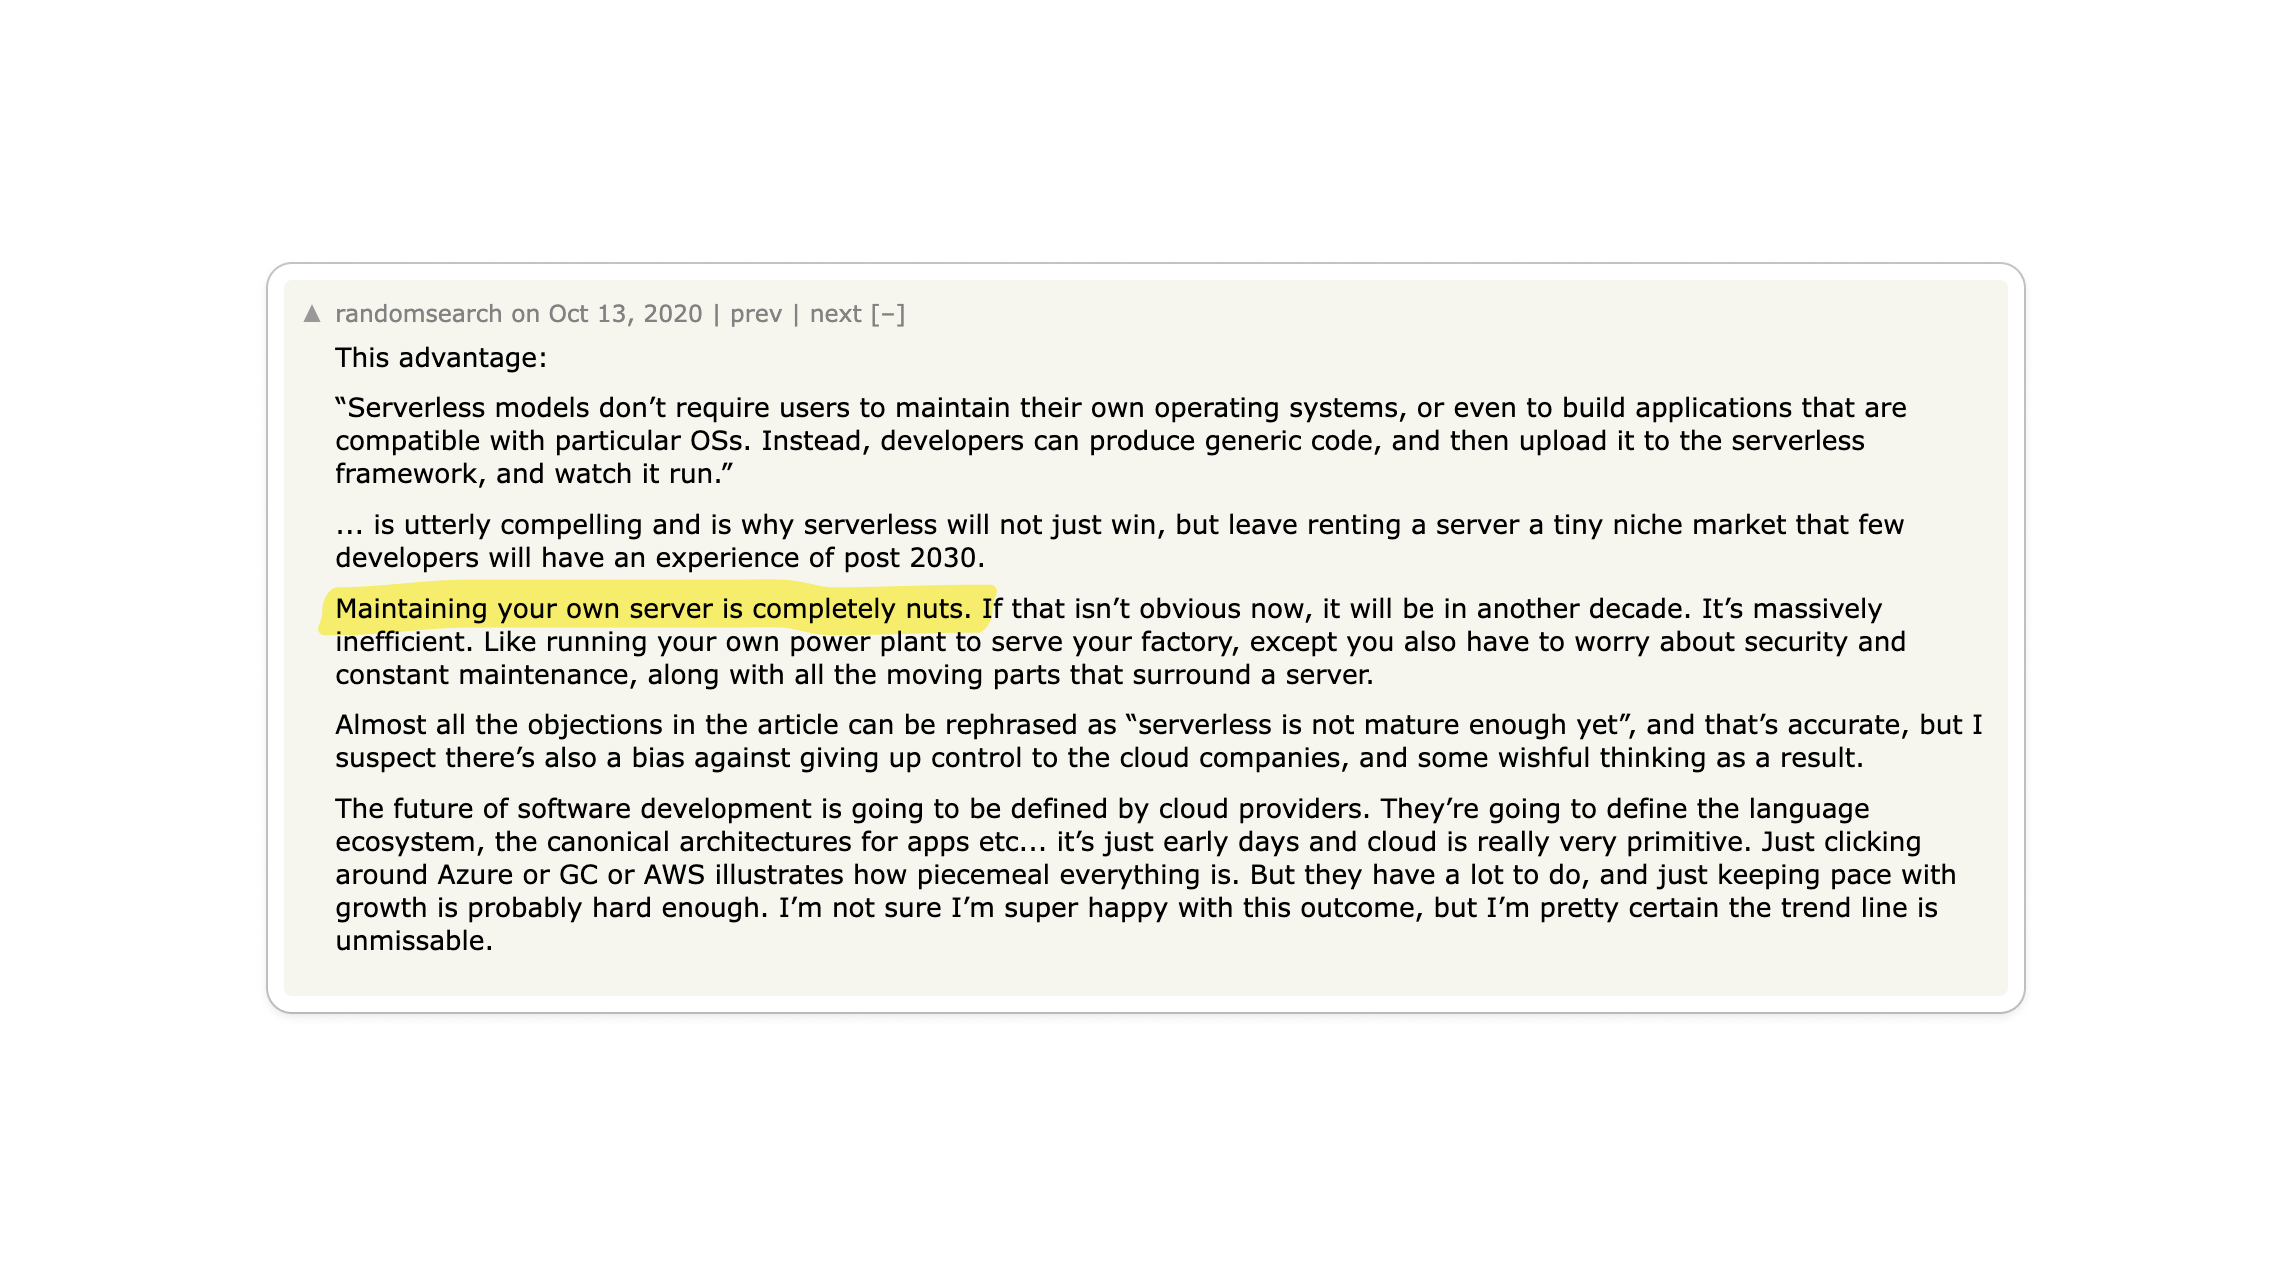 ▲ randomsearch on Oct 13, 2020 | prev | next [–]
This advantage:
“Serverless models don’t require users to maintain their own operating systems, or even to build applications that are
compatible with particular OSs. Instead, developers can produce generic code, and then upload it to the serverless
framework, and watch it run.”
... is utterly compelling and is why serverless will not just win, but leave renting a server a tiny niche market that few
developers will have an experience of post 2030.
Maintaining your own server is completely nuts. If that isn’t obvious now, it will be in another decade. It’s massively
inefficient. Like running your own power plant to serve your factory, except you also have to worry about security and
constant maintenance, along with all the moving parts that surround a server.
Almost all the objections in the article can be rephrased as “serverless is not mature enough yet”, and that’s accurate, but I
suspect there’s also a bias against giving up control to the cloud companies, and some wishful thinking as a result.
The future of software development is going to be defined by cloud providers. They’re going to define the language
ecosystem, the canonical architectures for apps etc... it’s just early days and cloud is really very primitive. Just clicking
around Azure or GC or AWS illustrates how piecemeal everything is. But they have a lot to do, and just keeping pace with
growth is probably hard enough. I’m not sure I’m super happy with this outcome, but I’m pretty certain the trend line is
unmissable.